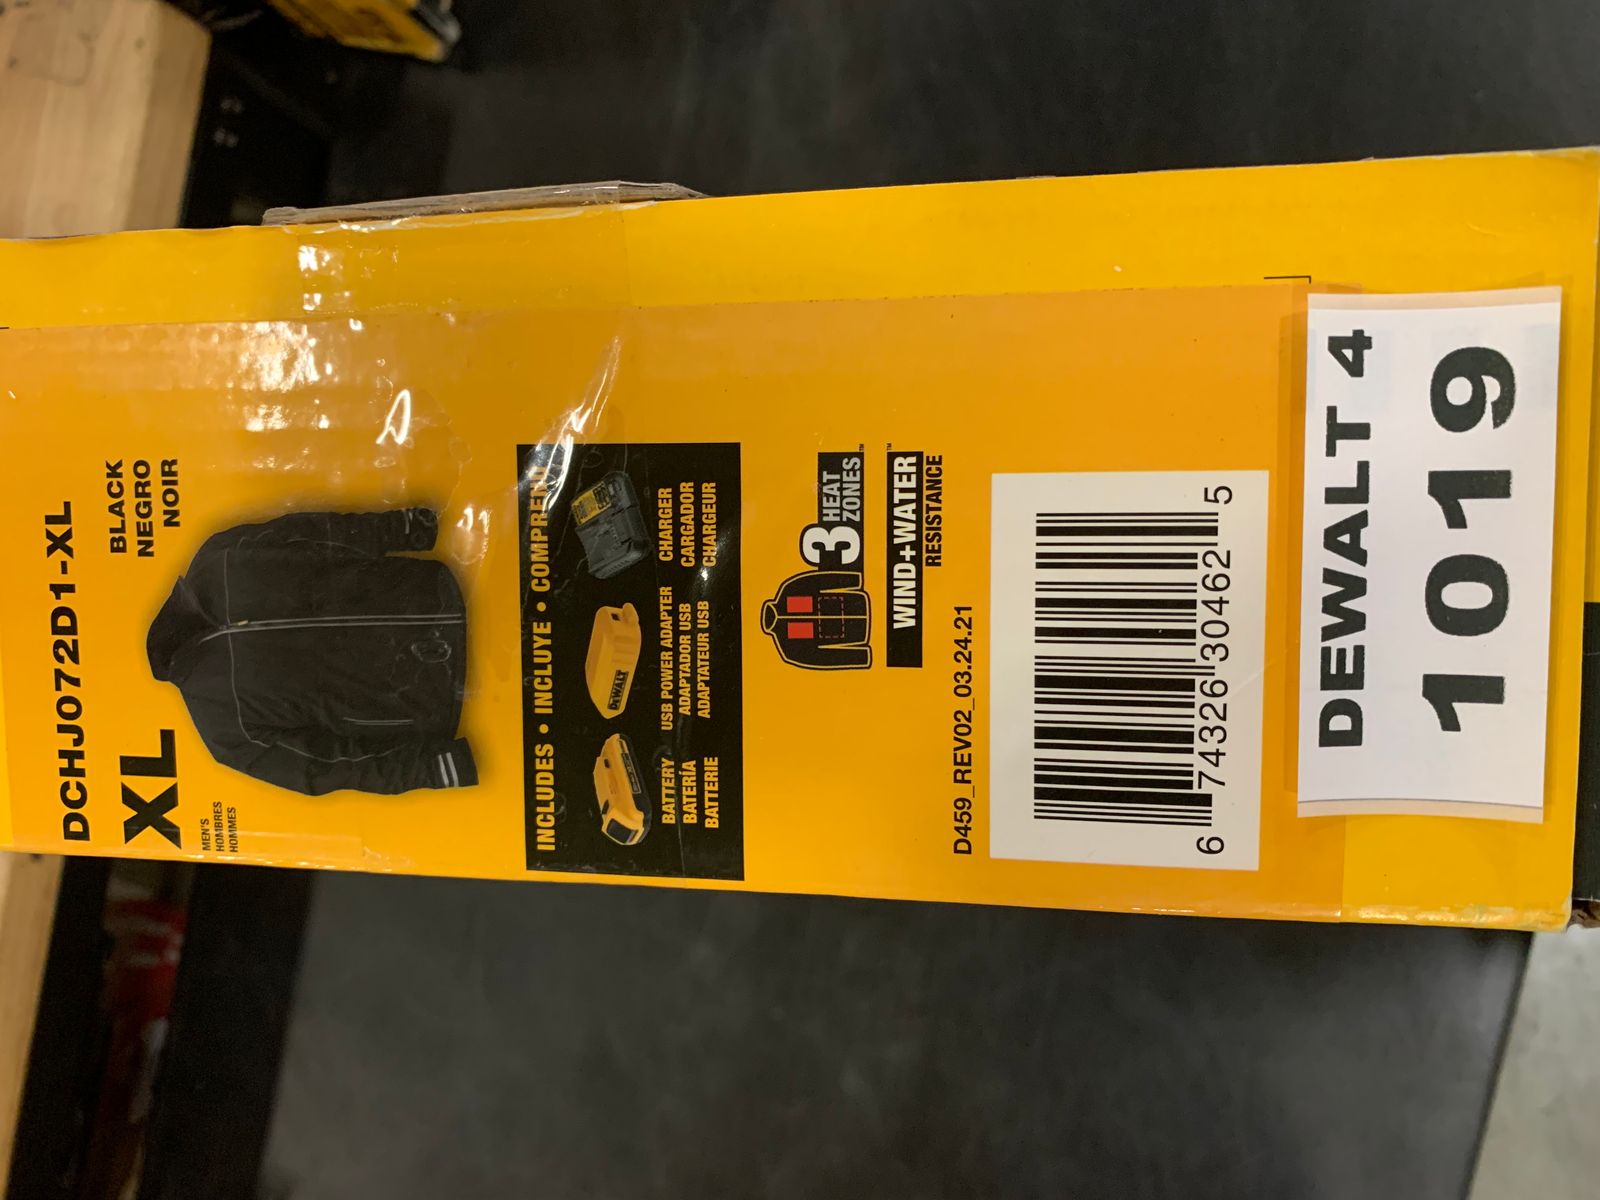 DCHJ072D1-XL
XL
BLACK
NEGRO
NOIR
MEN'S
HOMBRES
HOMMES
INCLUDES • INCLUYE • COMPREND
DEWALT
BATTERY
BATERÍA
BATTERIE
USB POWER ADAPTER
ADAPTADOR USB
ADAPTATEUR USB
CHARGER
CARGADOR
CHARGEUR
3 HEAT
ZONES™
WIND+WATER™
RESISTANCE
D459_REV02_03.24.21
6 74326 30462 5
DEWALT 4
1019